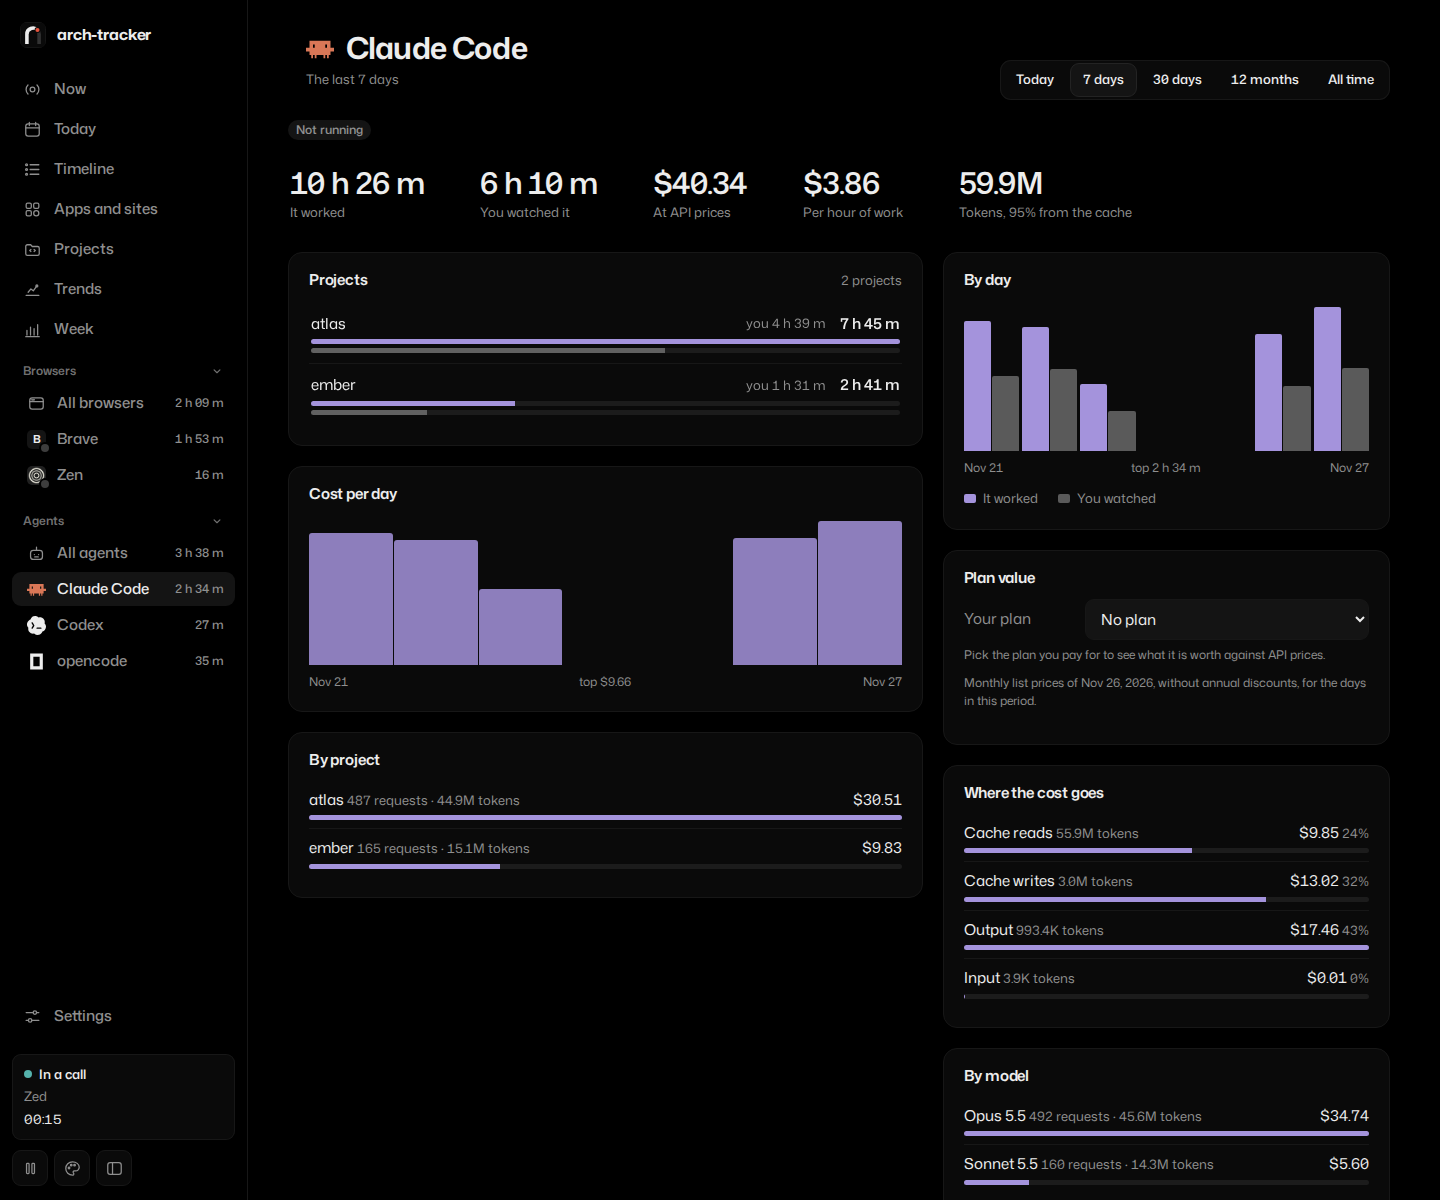 arch-tracker
Now
Today
Timeline
Apps and sites
Projects
Trends
Week
Browsers
All browsers 2 h 09 m
B Brave 1 h 53 m
Zen 16 m
Agents
All agents 3 h 38 m
Claude Code 2 h 34 m
Codex 27 m
opencode 35 m
Settings
In a call
Zed
00:15
Claude Code
The last 7 days
Today 7 days 30 days 12 months All time
Not running
10 h 26 m 6 h 10 m $40.34 $3.86 59.9M
It worked You watched it At API prices Per hour of work Tokens, 95% from the cache
Projects 2 projects
atlas you 4 h 39 m 7 h 45 m
ember you 1 h 31 m 2 h 41 m
Cost per day
Nov 21 top $9.66 Nov 27
By project
atlas 487 requests · 44.9M tokens $30.51
ember 165 requests · 15.1M tokens $9.83
By day
Nov 21 top 2 h 34 m Nov 27
It worked You watched
Plan value
Your plan No plan
Pick the plan you pay for to see what it is worth against API prices.
Monthly list prices of Nov 26, 2026, without annual discounts, for the days
in this period.
Where the cost goes
Cache reads 55.9M tokens $9.85 24%
Cache writes 3.0M tokens $13.02 32%
Output 993.4K tokens $17.46 43%
Input 3.9K tokens $0.01 0%
By model
Opus 5.5 492 requests · 45.6M tokens $34.74
Sonnet 5.5 160 requests · 14.3M tokens $5.60